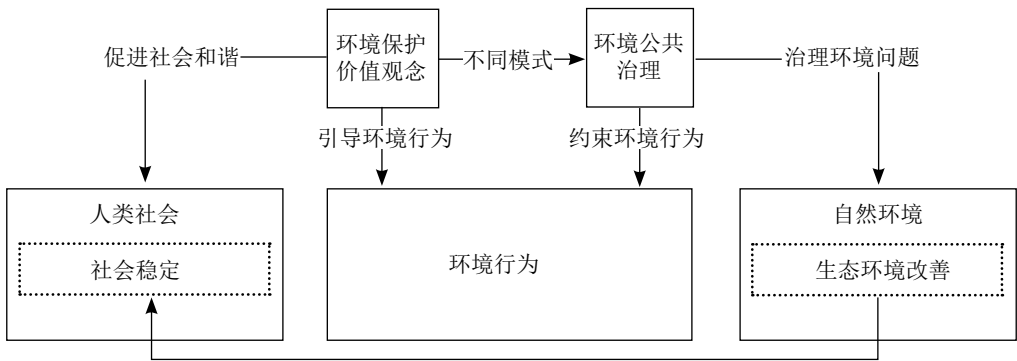 环境保护
价值观念
环境公共
治理
促进社会和谐
不同模式
治理环境问题
引导环境行为
约束环境行为
人类社会
社会稳定
环境行为
自然环境
生态环境改善